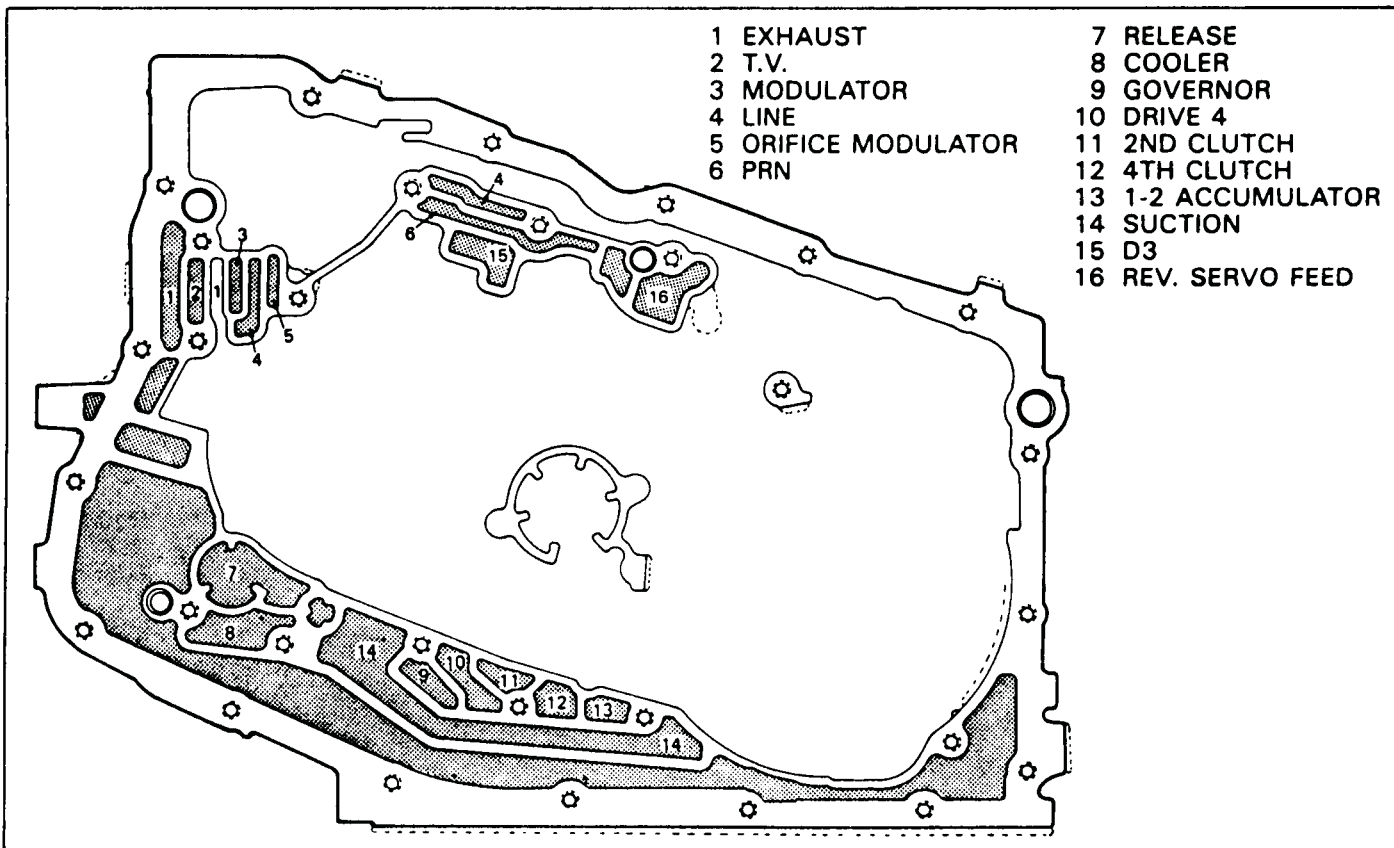 1 EXHAUST
2 T.V.
3 MODULATOR
4 LINE
5 ORIFICE MODULATOR
6 PRN
7 RELEASE
8 COOLER
9 GOVERNOR
10 DRIVE 4
11 2ND CLUTCH
12 4TH CLUTCH
13 1-2 ACCUMULATOR
14 SUCTION
15 D3
16 REV. SERVO FEED
4
3
6
15
16
1
2
1
5
4
7
8
14
10
9
11
12
13
14